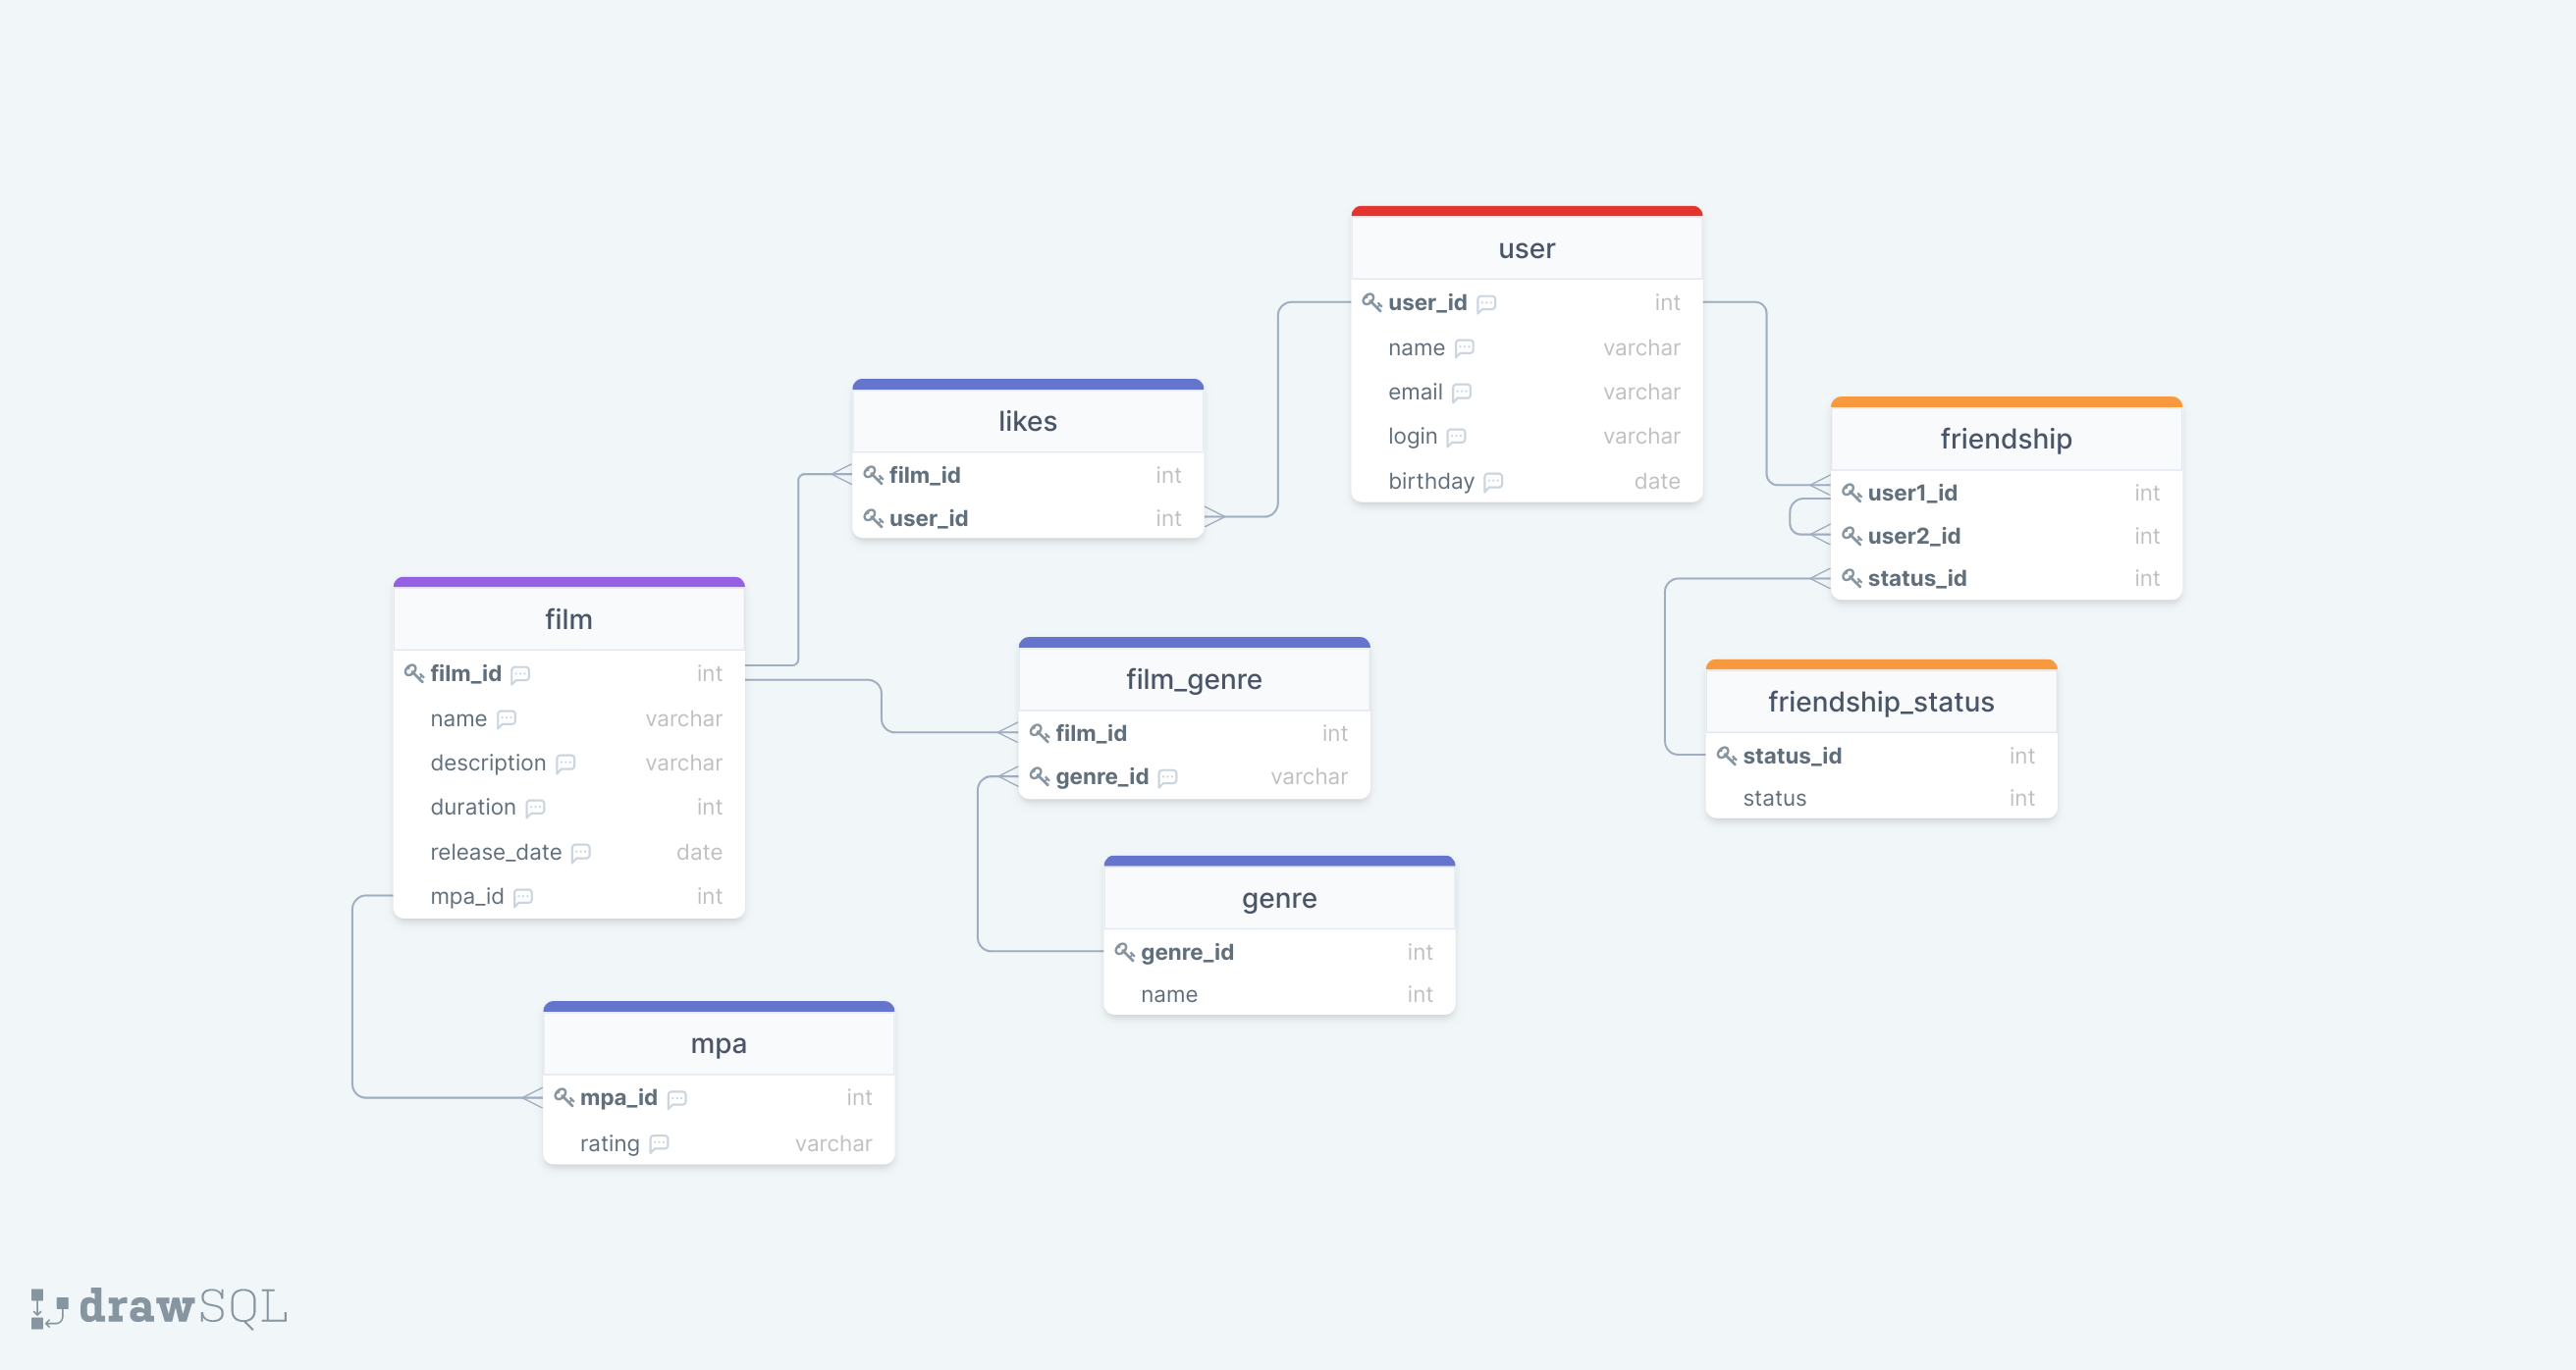 user
user_id int
name varchar
email varchar
login varchar
birthday date
likes
film_id int
user_id int
friendship
user1_id int
user2_id int
status_id int
film
film_id int
name varchar
description varchar
duration int
release_date date
mpa_id int
film_genre
film_id int
genre_id varchar
friendship_status
status_id int
status int
genre
genre_id int
name int
mpa
mpa_id int
rating varchar
drawSQL